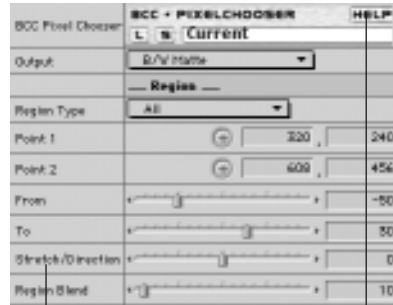 BCC Pixel Chooser
BCC + PIXELCHOOSER HELP
L S Current
Output B/W Matte
Region
Region Type All
Point 1 320 , 240
Point 2 608 , 456
From -50
To 50
Stretch/Direction 0
Region Blend 10